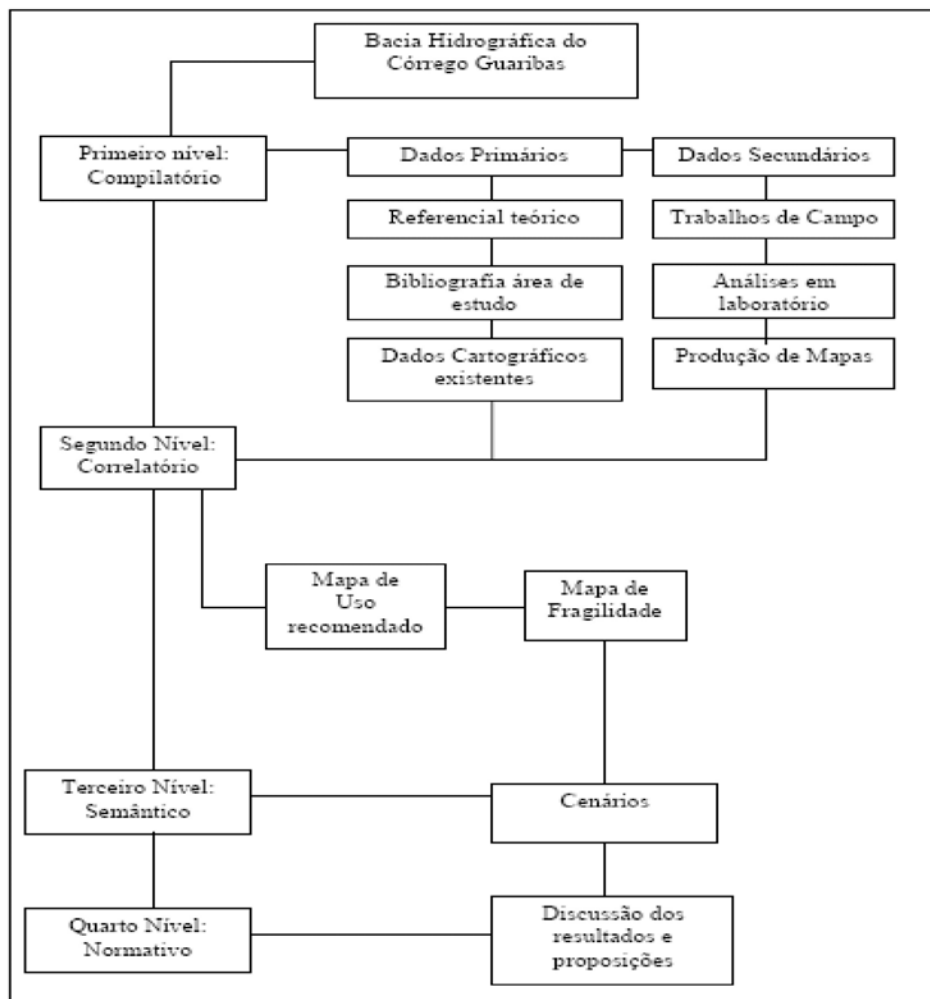 Bacia Hidrográfica do
Córrego Guaribas
Primeiro nível:
Compilatório
Dados Primários
Dados Secundários
Referencial teórico
Trabalhos de Campo
Bibliografia área de
estudo
Análises em
laboratório
Dados Cartográficos
existentes
Produção de Mapas
Segundo Nível:
Correlatório
Mapa de
Uso
recomendado
Mapa de
Fragilidade
Terceiro Nível:
Semântico
Cenários
Quarto Nível:
Normativo
Discussão dos
resultados e
proposições